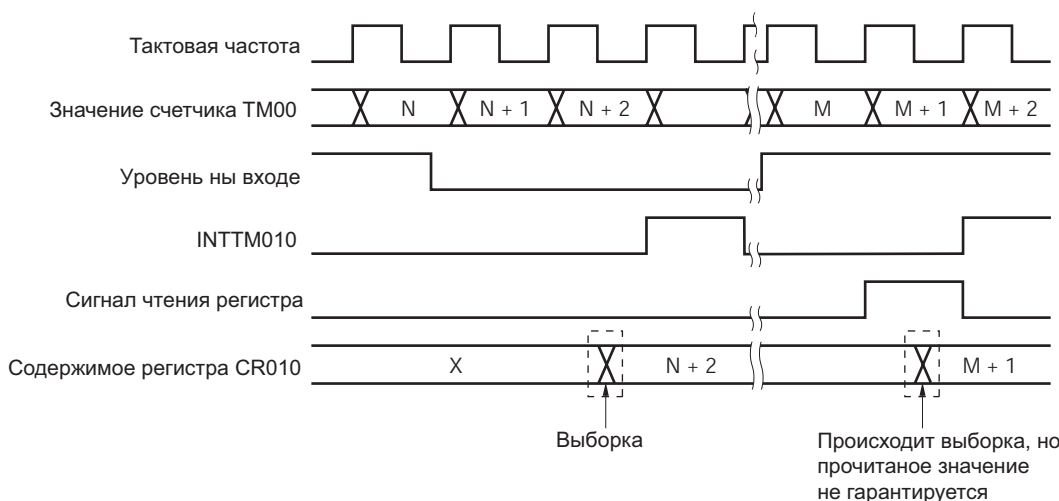 Тактовая частота
Значение счетчика TM00
N
N + 1
N + 2
M
M + 1
M + 2
Уровень ны входе
INTTM010
Сигнал чтения регистра
Содержимое регистра CR010
X
N + 2
M + 1
Выборка
Происходит выборка, но
прочитаное значение
не гарантируется